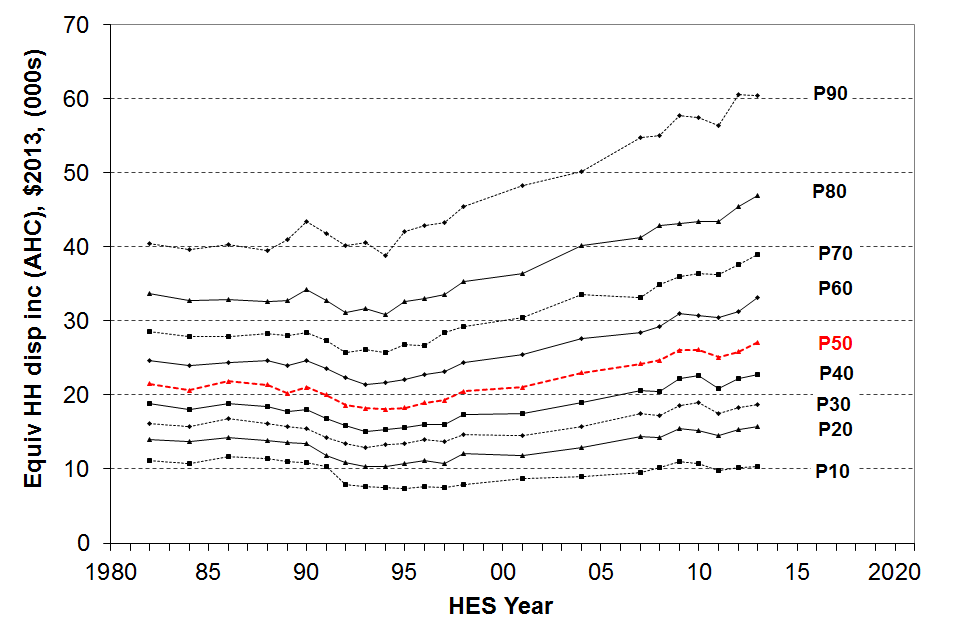 Equiv HH disp inc (AHC), $2013, (000s)
70
60
50
40
30
20
10
0
P90
P80
P70
P60
P50
P40
P30
P20
P10
1980 85 90 95 00 05 10 15 2020
HES Year